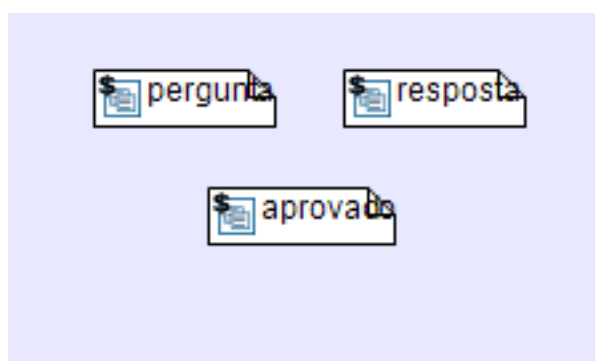 $ pergunta
$ resposta
$ aprovado